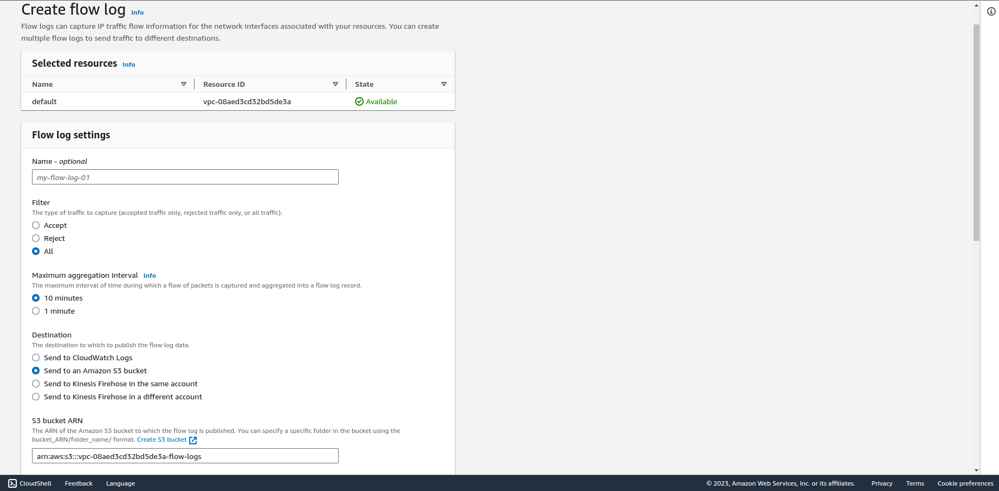 Create flow log Info
Flow logs can capture IP traffic flow information for the network interfaces associated with your resources. You can create
multiple flow logs to send traffic to different destinations.
Selected resources Info
Name Resource ID State
default vpc-08aed3cd32bd5de3a Available
Flow log settings
Name - optional
my-flow-log-01
Filter
The type of traffic to capture (accepted traffic only, rejected traffic only, or all traffic).
Accept
Reject
All
Maximum aggregation interval Info
The maximum interval of time during which a flow of packets is captured and aggregated into a flow log record.
10 minutes
1 minute
Destination
The destination to which to publish the flow log data.
Send to CloudWatch Logs
Send to an Amazon S3 bucket
Send to Kinesis Firehose in the same account
Send to Kinesis Firehose in a different account
S3 bucket ARN
The ARN of the Amazon S3 bucket to which the flow log is published. You can specify a specific folder in the bucket using the
bucket_ARN/folder_name/ format. Create S3 bucket
arn:aws:s3:::vpc-08aed3cd32bd5de3a-flow-logs
CloudShell Feedback Language © 2023, Amazon Web Services, Inc. or its affiliates. Privacy Terms Cookie preferences